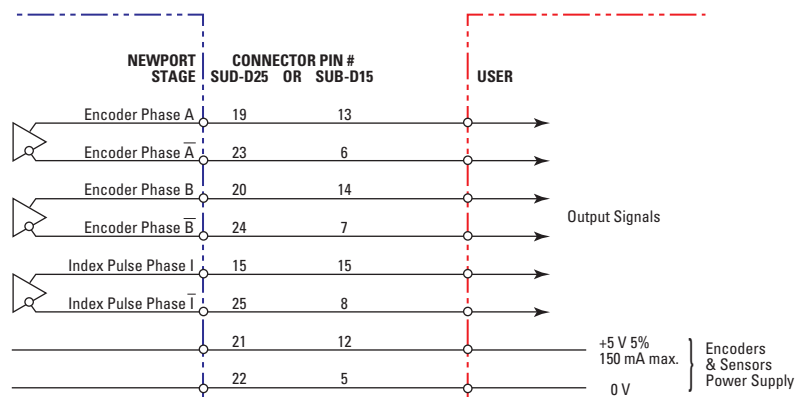 NEWPORT STAGE CONNECTOR PIN # USER
SUD-D25 OR SUB-D15
Encoder Phase A 19 13
Encoder Phase A̅ 23 6
Encoder Phase B 20 14
Encoder Phase B̅ 24 7
Output Signals
Index Pulse Phase I 15 15
Index Pulse Phase I̅ 25 8
21 12 +5 V 5%
150 mA max.
22 5 0 V
Encoders
& Sensors
Power Supply